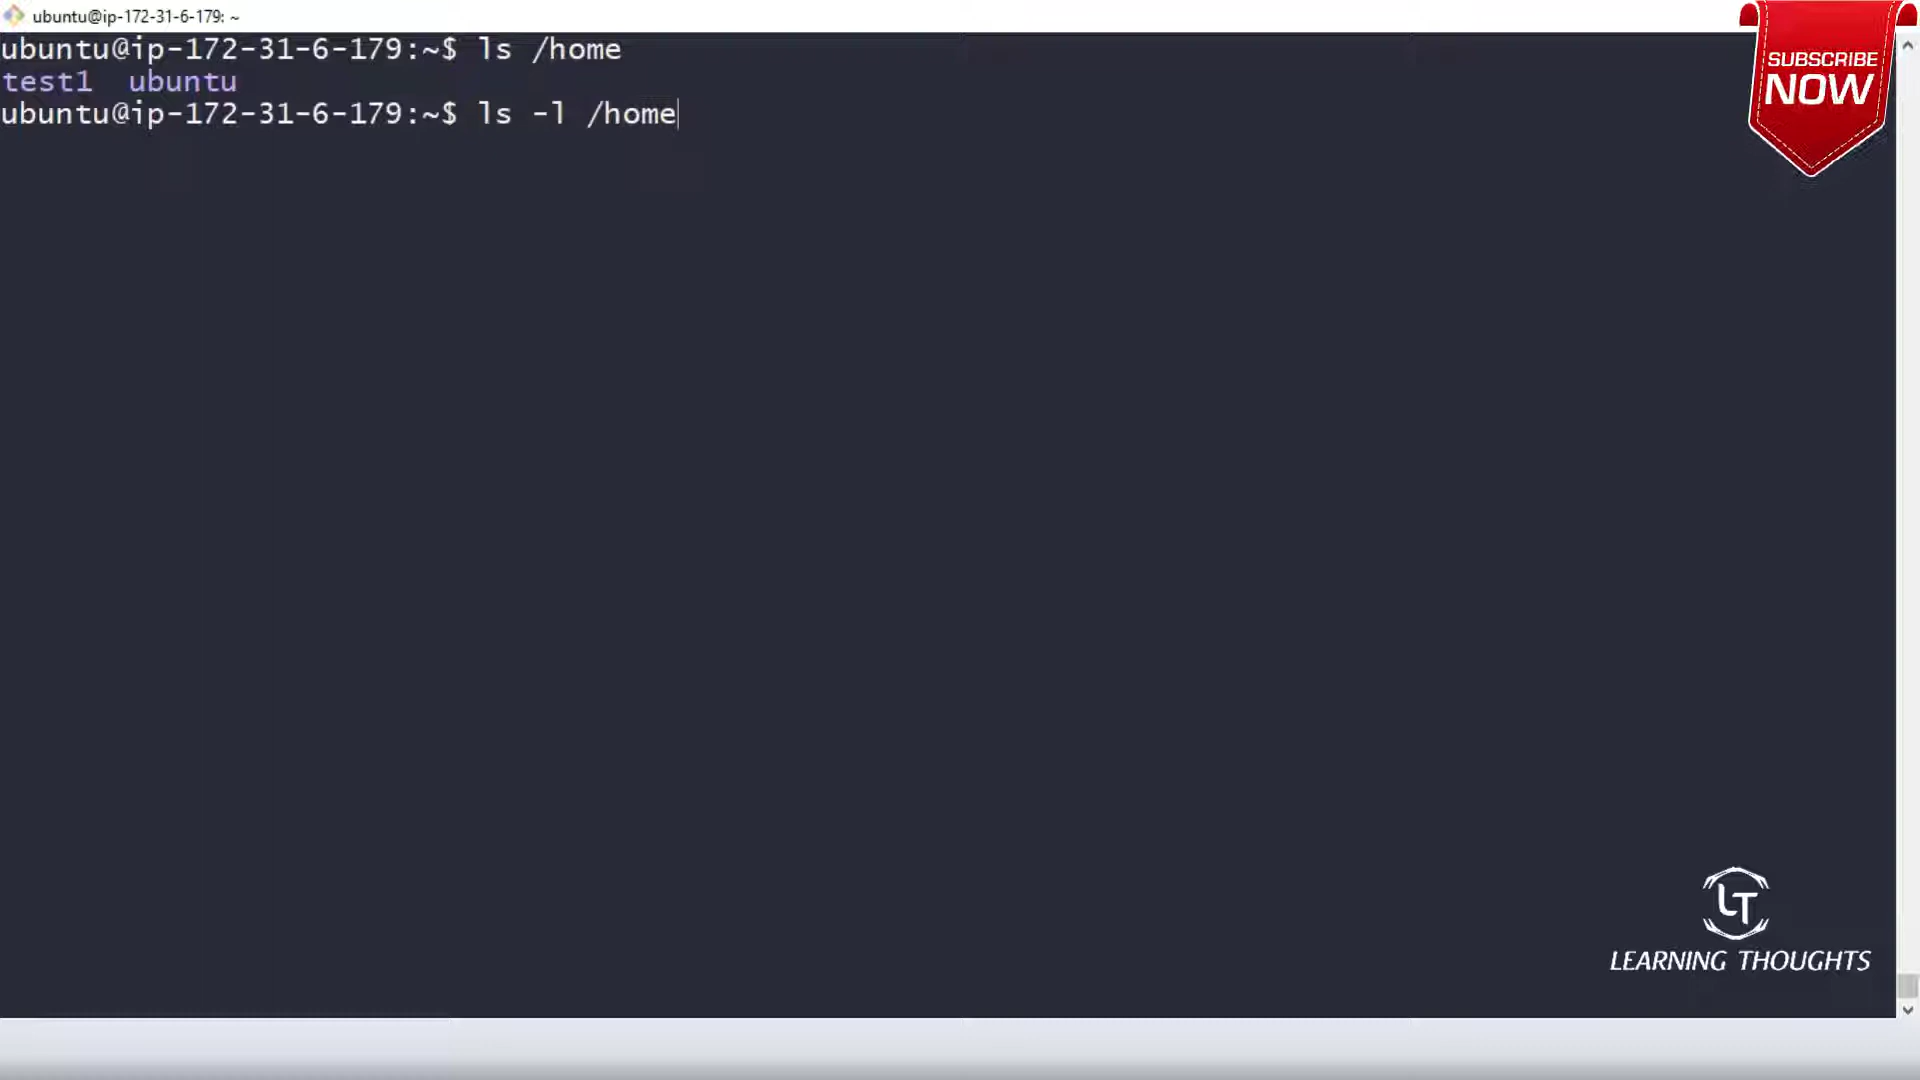 ubuntu@ip-172-31-6-179: ~
ubuntu@ip-172-31-6-179:~$ ls /home
test1  ubuntu
ubuntu@ip-172-31-6-179:~$ ls -l /home
SUBSCRIBE
NOW
LT
LEARNING THOUGHTS